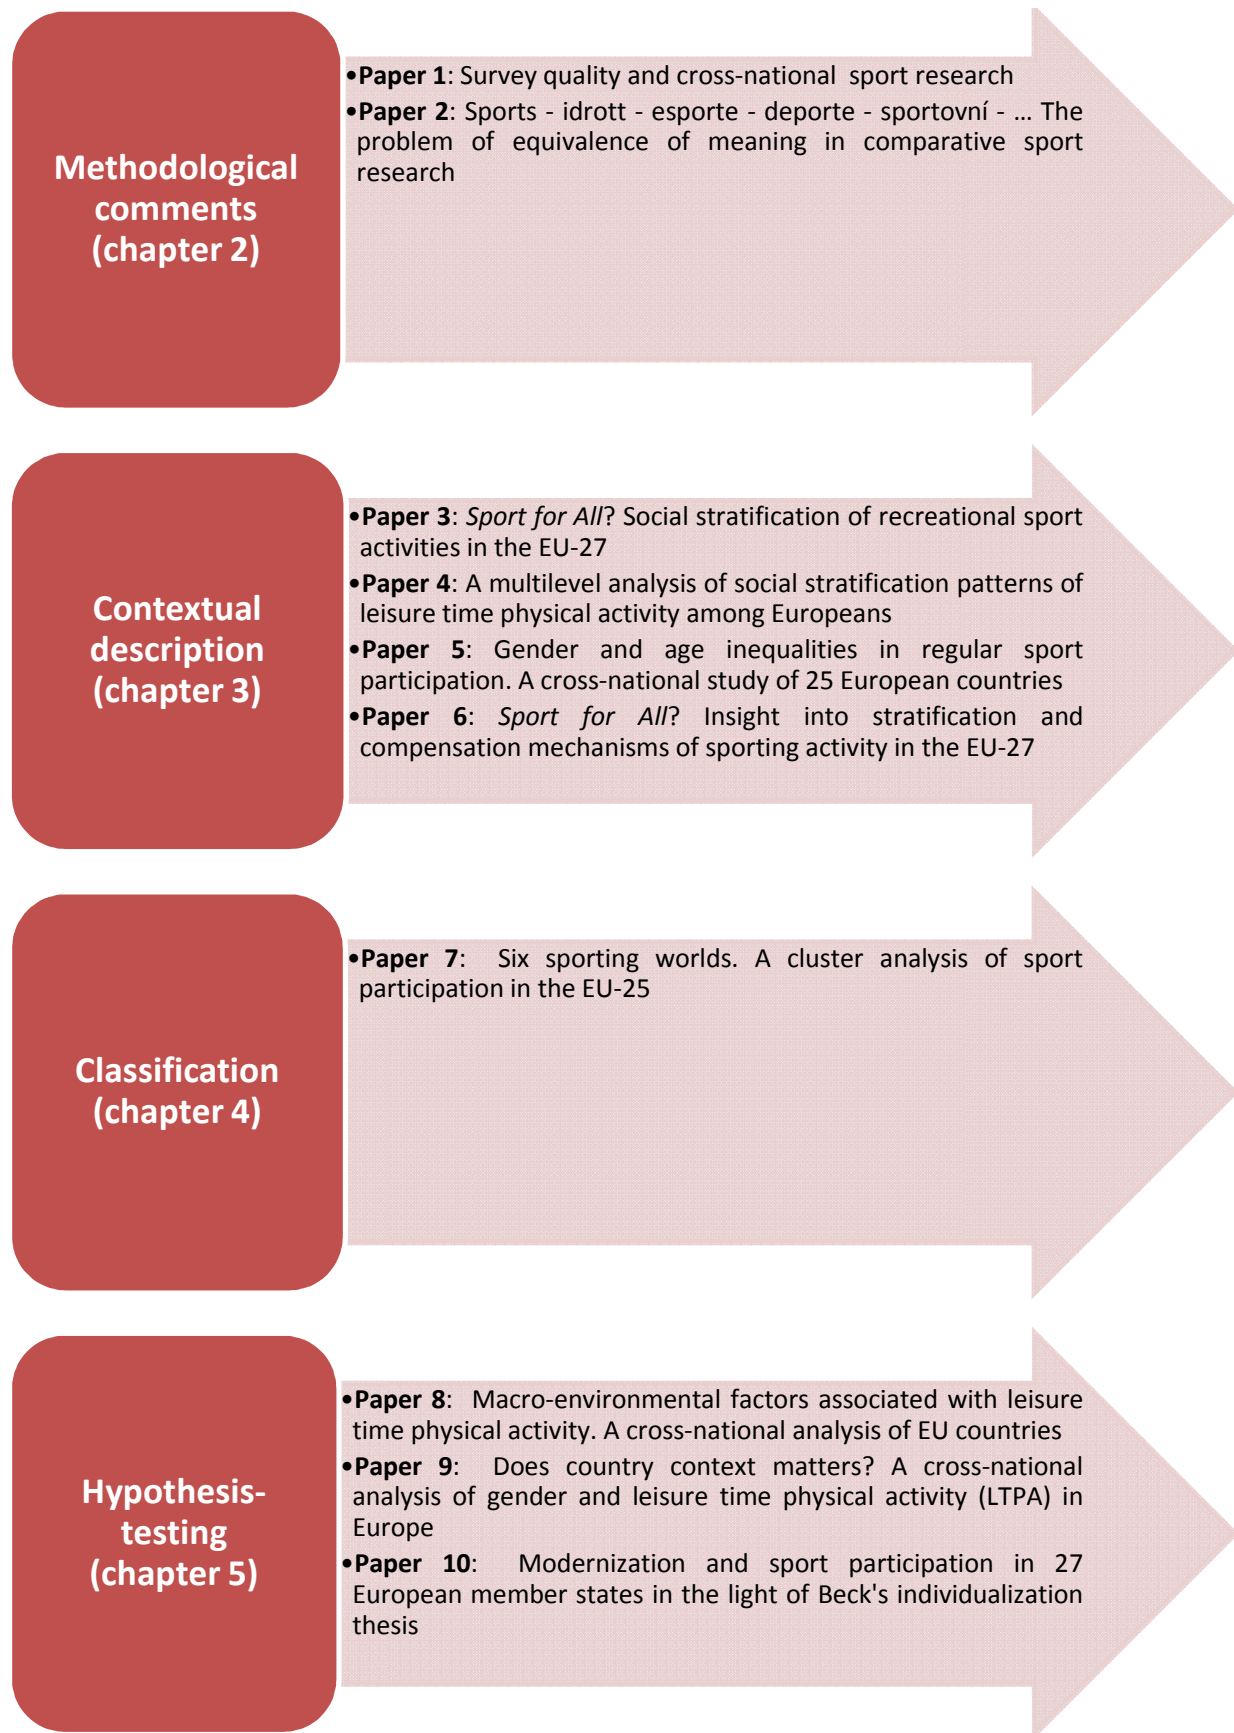 Methodological
comments
(chapter 2)
•Paper 1: Survey quality and cross-national sport research
•Paper 2: Sports - idrott - esporte - deporte - sportovní - ... The
problem of equivalence of meaning in comparative sport
research
Contextual
description
(chapter 3)
•Paper 3: Sport for All? Social stratification of recreational sport
activities in the EU-27
•Paper 4: A multilevel analysis of social stratification patterns of
leisure time physical activity among Europeans
•Paper 5: Gender and age inequalities in regular sport
participation. A cross-national study of 25 European countries
•Paper 6: Sport for All? Insight into stratification and
compensation mechanisms of sporting activity in the EU-27
Classification
(chapter 4)
•Paper 7: Six sporting worlds. A cluster analysis of sport
participation in the EU-25
Hypothesis-
testing
(chapter 5)
•Paper 8: Macro-environmental factors associated with leisure
time physical activity. A cross-national analysis of EU countries
•Paper 9: Does country context matters? A cross-national
analysis of gender and leisure time physical activity (LTPA) in
Europe
•Paper 10: Modernization and sport participation in 27
European member states in the light of Beck's individualization
thesis